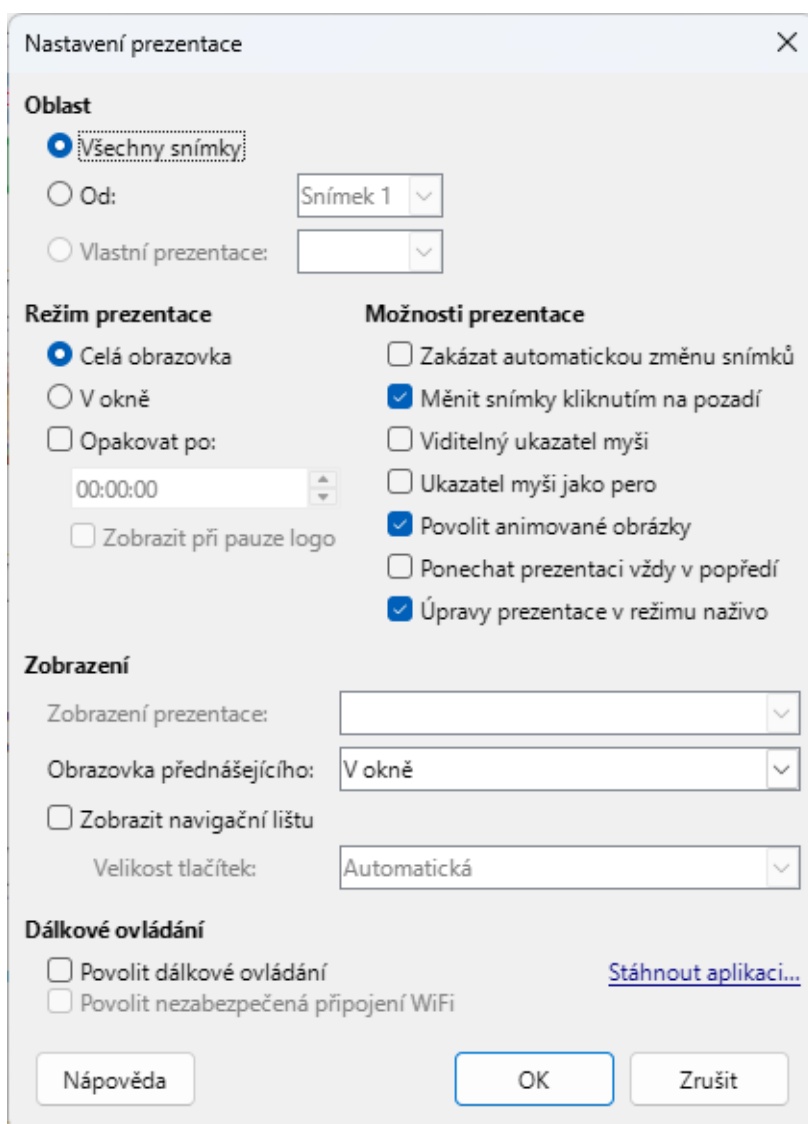 Nastavení prezentace
Oblast
Všechny snímky
Od:
Snímek 1
Vlastní prezentace:
Režim prezentace
Celá obrazovka
V okně
Opakovat po:
00:00:00
Zobrazit při pauze logo
Možnosti prezentace
Zakázat automatickou změnu snímků
Měnit snímky kliknutím na pozadí
Viditelný ukazatel myši
Ukazatel myši jako pero
Povolit animované obrázky
Ponechat prezentaci vždy v popředí
Úpravy prezentace v režimu naživo
Zobrazení
Zobrazení prezentace:
Obrazovka přednášejícího:
V okně
Zobrazit navigační lištu
Velikost tlačítek:
Automatická
Dálkové ovládání
Povolit dálkové ovládání
Stáhnout aplikaci...
Povolit nezabezpečená připojení WiFi
Nápověda
OK
Zrušit